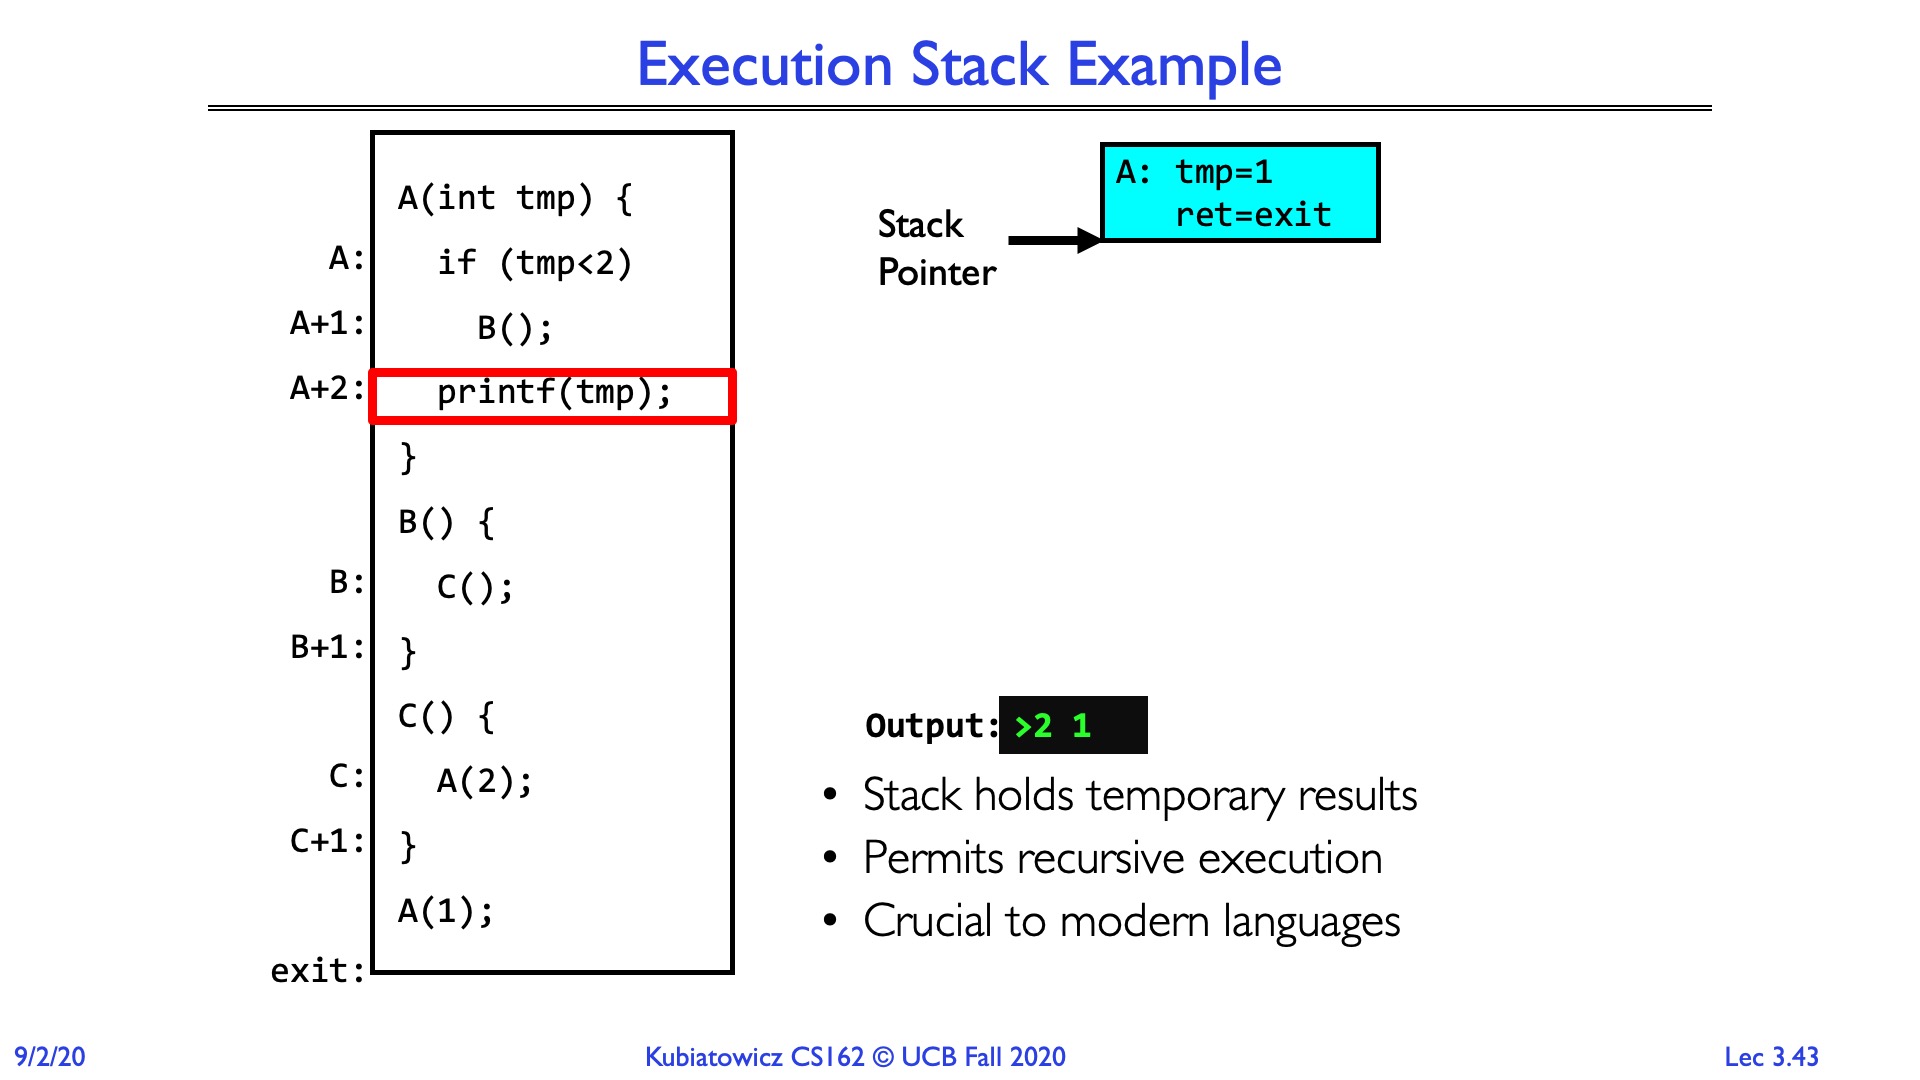 Execution Stack Example
A(int tmp) {
A: if (tmp<2)
A+1: B();
A+2: printf(tmp);
}
B() {
B: C();
B+1: }
C() {
C: A(2);
C+1: }
A(1);
exit:
A: tmp=1
ret=exit
Stack
Pointer
Output: >2 1
• Stack holds temporary results
• Permits recursive execution
• Crucial to modern languages
9/2/20
Kubiatowicz CS162 © UCB Fall 2020
Lec 3.43